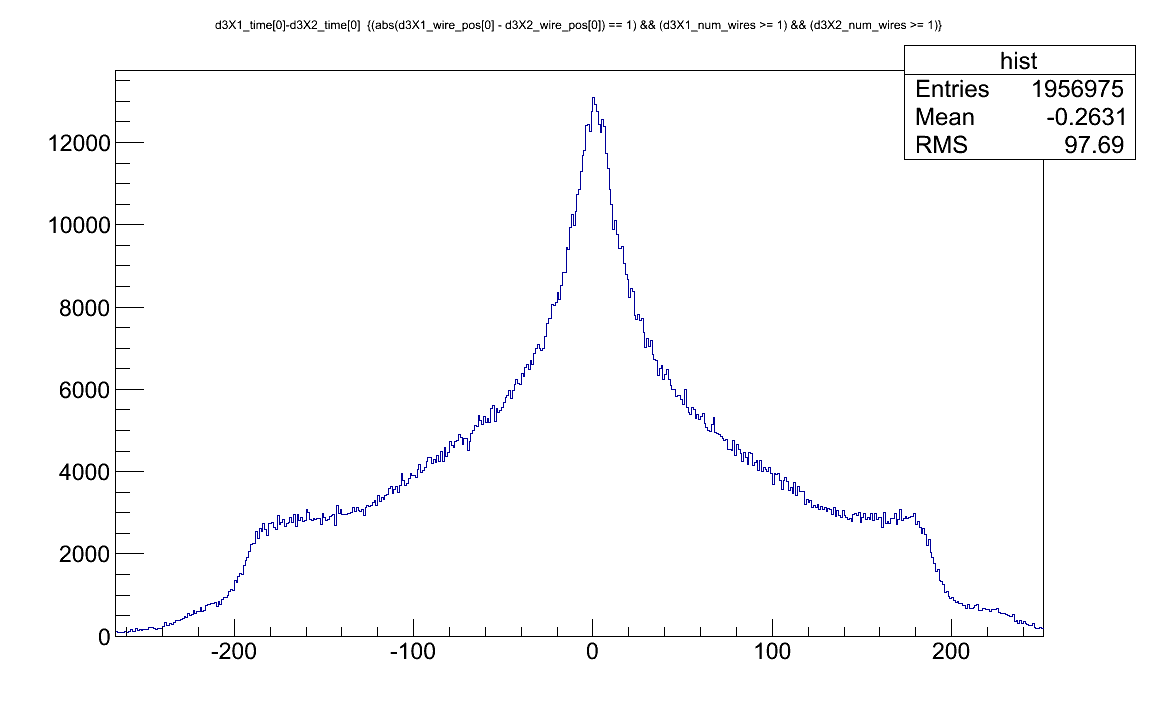 d3X1_time[0]-d3X2_time[0] {(abs(d3X1_wire_pos[0] - d3X2_wire_pos[0]) == 1) && (d3X1_num_wires >= 1) && (d3X2_num_wires >= 1)}
hist
Entries 1956975
Mean -0.2631
RMS 97.69
12000
10000
8000
6000
4000
2000
0
-200 -100 0 100 200